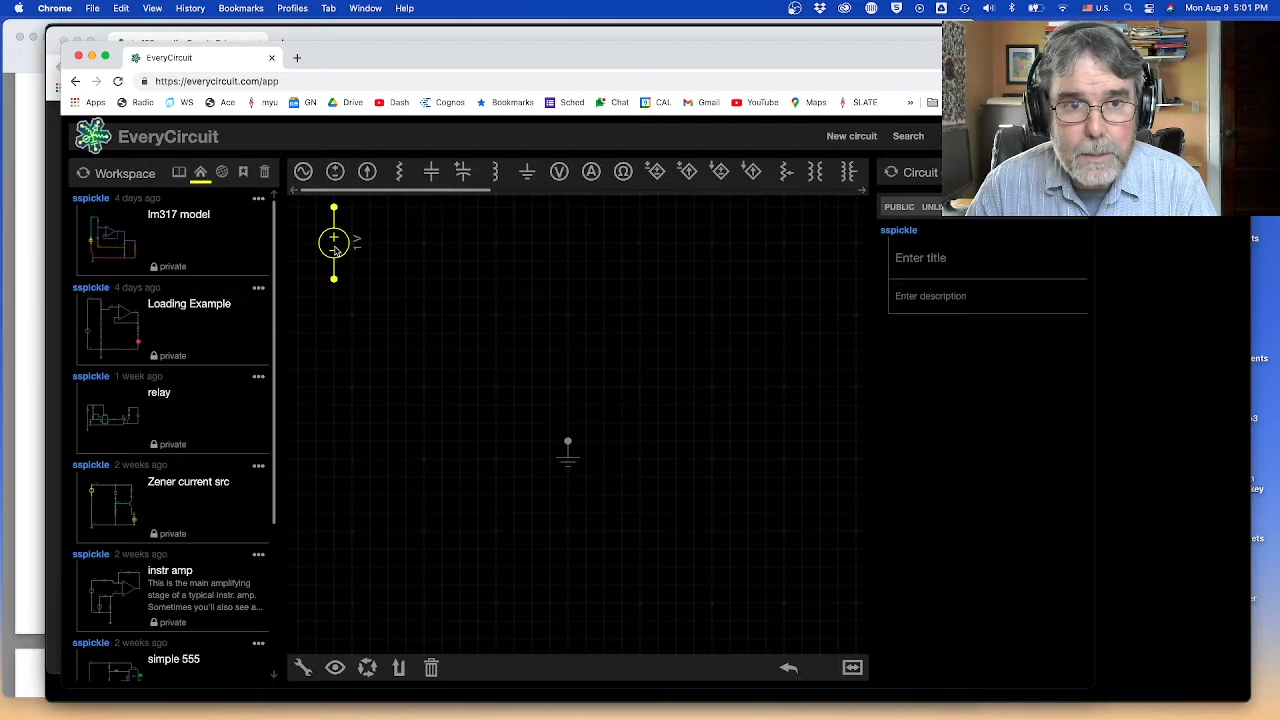 Chrome File Edit View History Bookmarks Profiles Tab Window Help US Mon Aug 9 5:01 PM
EveryCircuit
https://everycircuit.com/app
Apps Radio WS Ace myu GN Drive Dash Cognos Bookmarks Sched Chat CAL Gmail YouTube Maps SLATE »
EveryCircuit New circuit Search
Workspace
Circuit
sspickle 4 days ago
lm317 model
private
sspickle 4 days ago
Loading Example
private
sspickle 1 week ago
relay
private
sspickle 2 weeks ago
Zener current src
private
sspickle 2 weeks ago
instr amp
This is the main amplifying
stage of a typical instr. amp.
Sometimes you'll also see a...
private
sspickle 2 weeks ago
simple 555
1 V
PUBLIC UNLI
sspickle
Enter title
Enter description